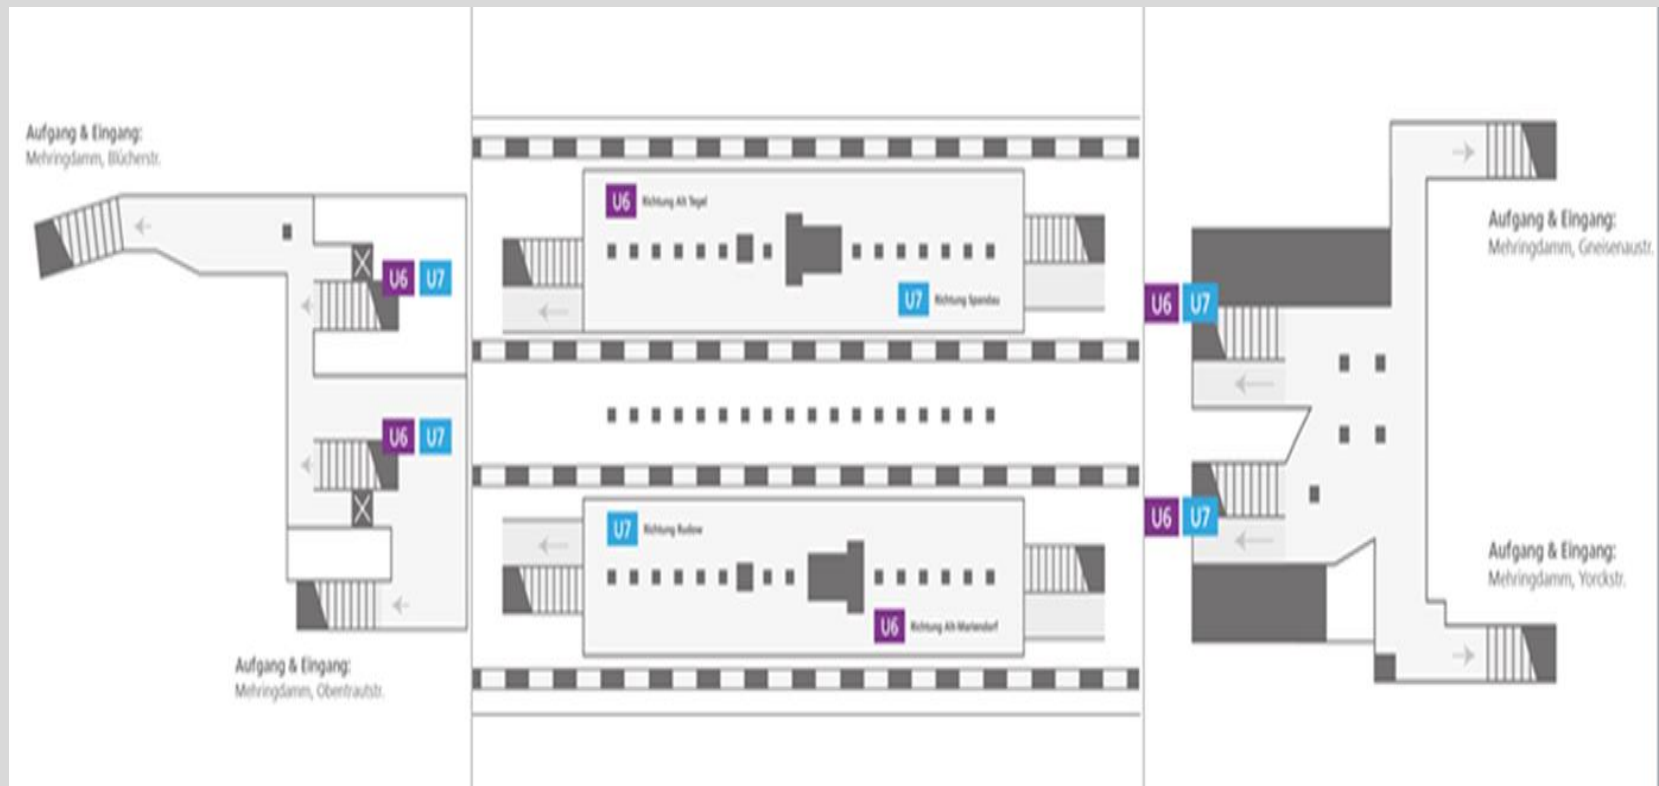 Aufgang & Eingang:
Mehringdamm, Blücherstr.
U6 U7
U6 U7
Aufgang & Eingang:
Mehringdamm, Obentrautstr.
U6 Richtung Alt Tegel
U7 Richtung Spandau
U7 Richtung Rudow
U6 Richtung Alt-Mariendorf
U6 U7
U6 U7
Aufgang & Eingang:
Mehringdamm, Gneisenaustr.
Aufgang & Eingang:
Mehringdamm, Yorckstr.